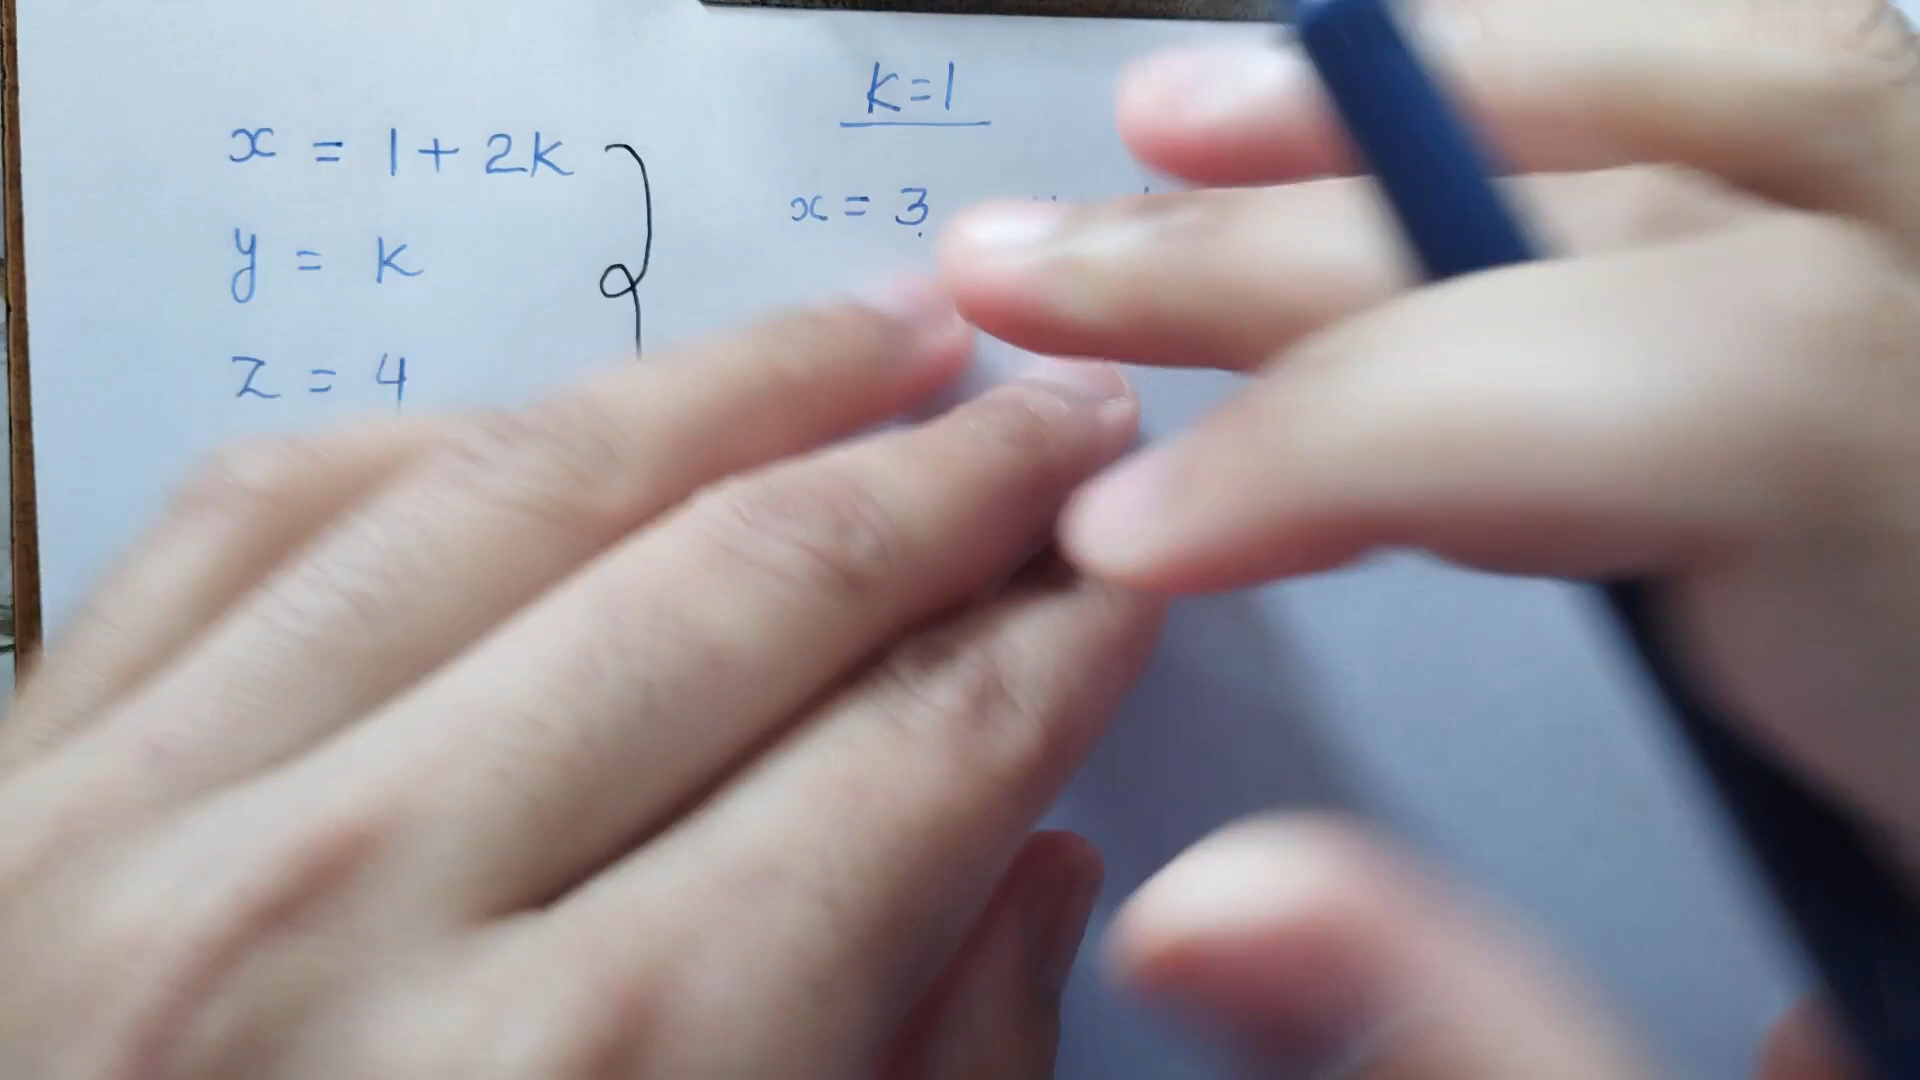 x = 1 + 2k
y = k
z = 4
k=1
x = 3